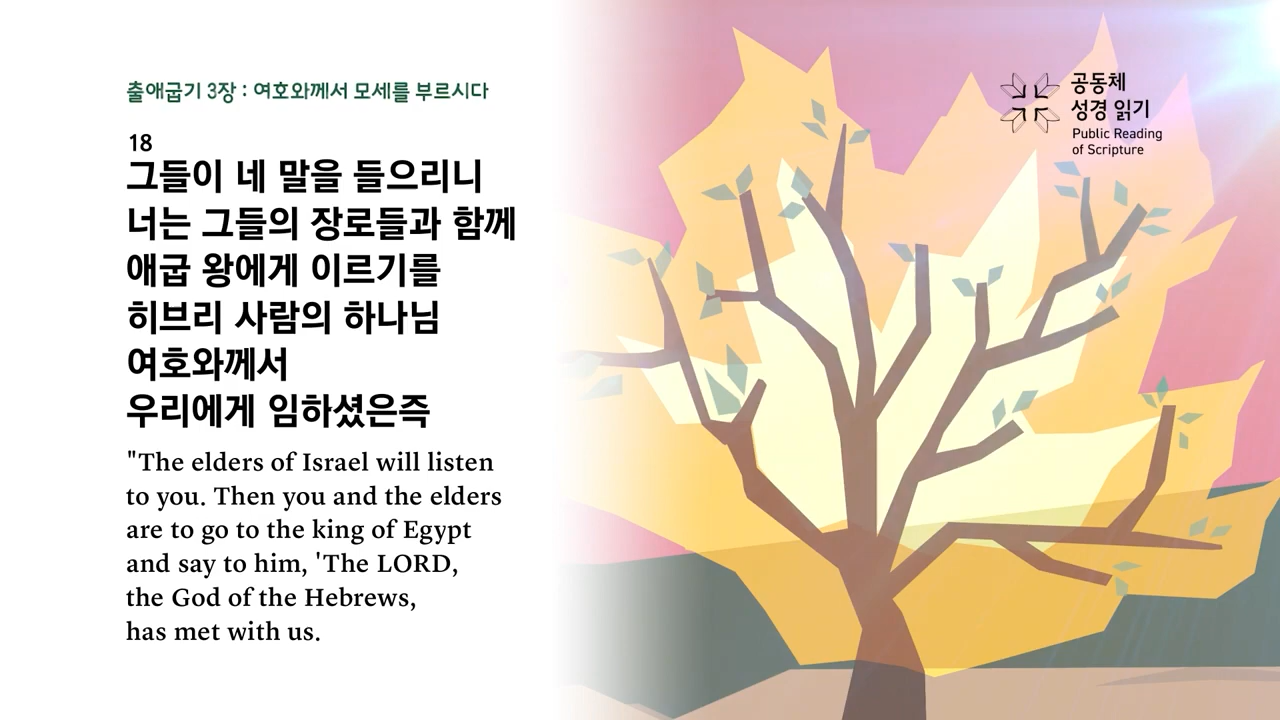 출애굽기 3장 : 여호와께서 모세를 부르시다
18
그들이 네 말을 들으리니
너는 그들의 장로들과 함께
애굽 왕에게 이르기를
히브리 사람의 하나님
여호와께서
우리에게 임하셨은즉
"The elders of Israel will listen
to you. Then you and the elders
are to go to the king of Egypt
and say to him, 'The LORD,
the God of the Hebrews,
has met with us.
공동체
성경 읽기
Public Reading
of Scripture